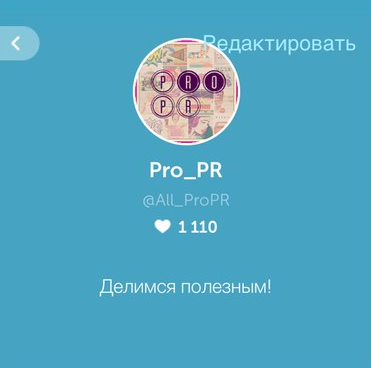 Редактировать
PRO
PR
Pro_PR
@All_ProPR
1 110
Делимся полезным!